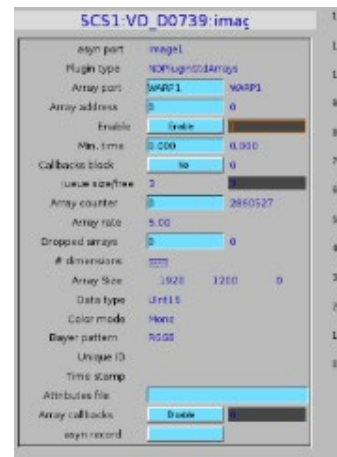 SCS1:VD_D0739:imag
asyn port image1
Plugin type NDPluginStdArrays
Array port WARP1 WARP1
Array address 0 0
Enable Enable
Min. time 0.000 0.000
Callbacks block No 0
queue size/free 3
Array counter 0 2860527
Array rate 5.00
Dropped arrays 0 0
# dimensions
Array Size 1920 1200 0
Data type UInt16
Color mode Mono
Bayer pattern RGGB
Unique ID
Time stamp
Attributes file
Array callbacks Disable
asyn record